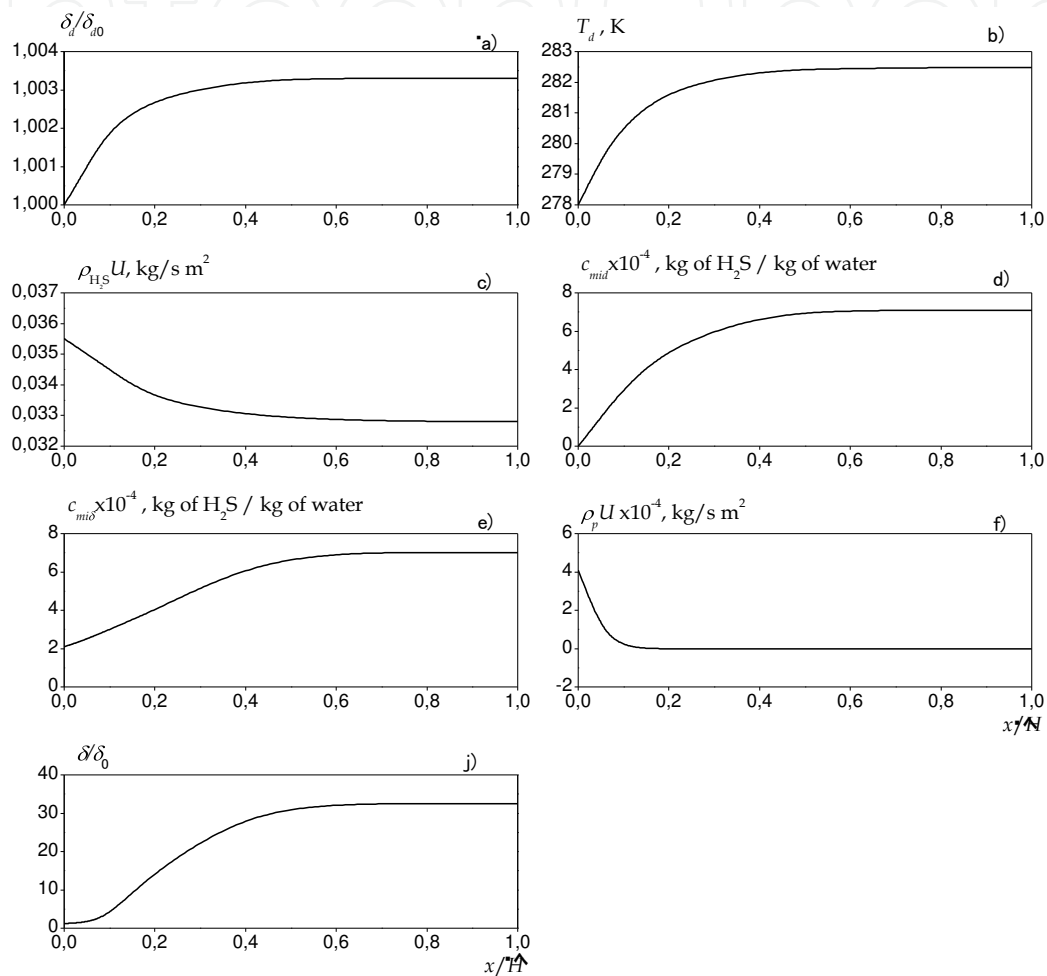 δ_d/δ_d0
a)
1,004
1,003
1,002
1,001
1,000
0,0 0,2 0,4 0,6 0,8 1,0
T_d, K
b)
283
282
281
280
279
278
0,0 0,2 0,4 0,6 0,8 1,0
ρ_H₂S U, kg/s m²
c)
0,037
0,036
0,035
0,034
0,033
0,032
0,0 0,2 0,4 0,6 0,8 1,0
c_mid x10⁻⁴, kg of H₂S / kg of water
d)
8
6
4
2
0
0,0 0,2 0,4 0,6 0,8 1,0
c_miδ x10⁻⁴, kg of H₂S / kg of water
e)
8
6
4
2
0
0,0 0,2 0,4 0,6 0,8 1,0
ρ_p U x10⁻⁴, kg/s m²
f)
6
4
2
0
-2
0,0 0,2 0,4 0,6 0,8 1,0
x/H
δ/δ₀
j)
40
30
20
10
0
0,0 0,2 0,4 0,6 0,8 1,0
x/H